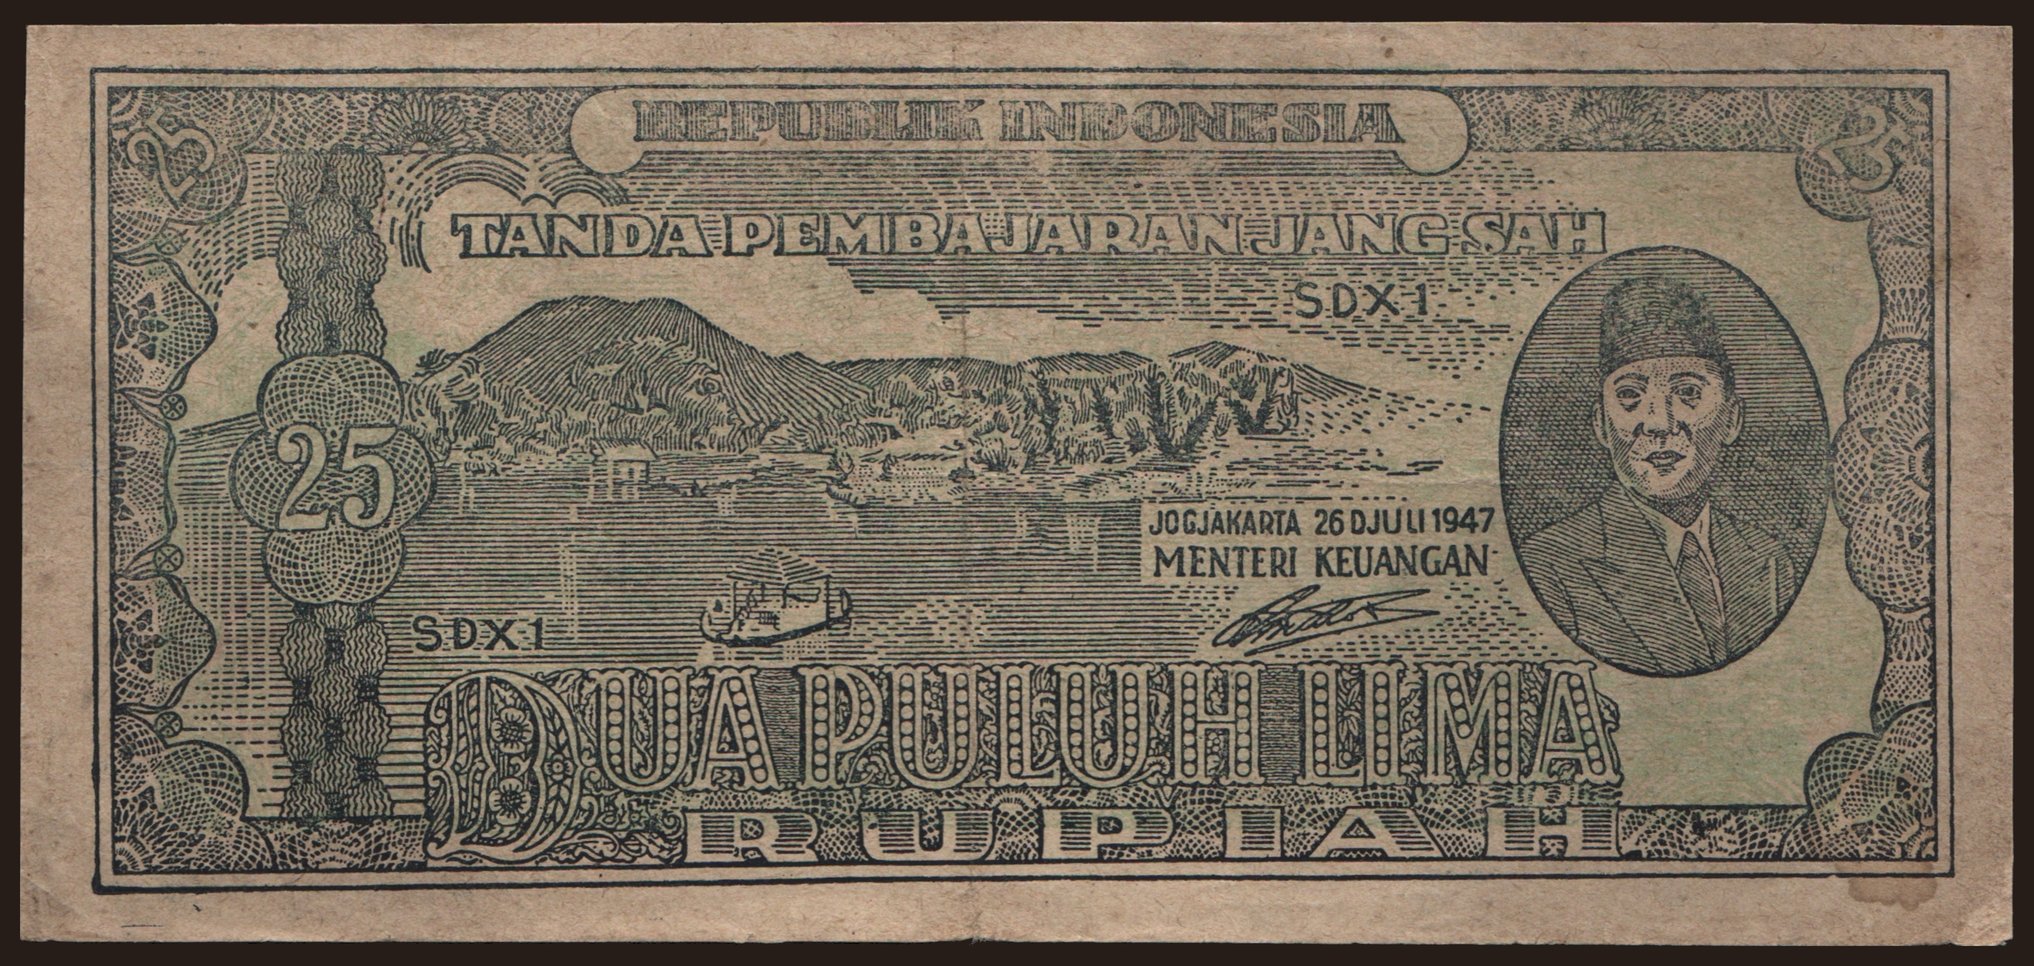 REPUBLIK INDONESIA
25
25
TANDA PEMBAJARAN JANG SAH
SDX1
25
JOGJAKARTA 26 DJULI 1947
MENTERI KEUANGAN
SDX1
DUA PULUH LIMA
RUPIAH